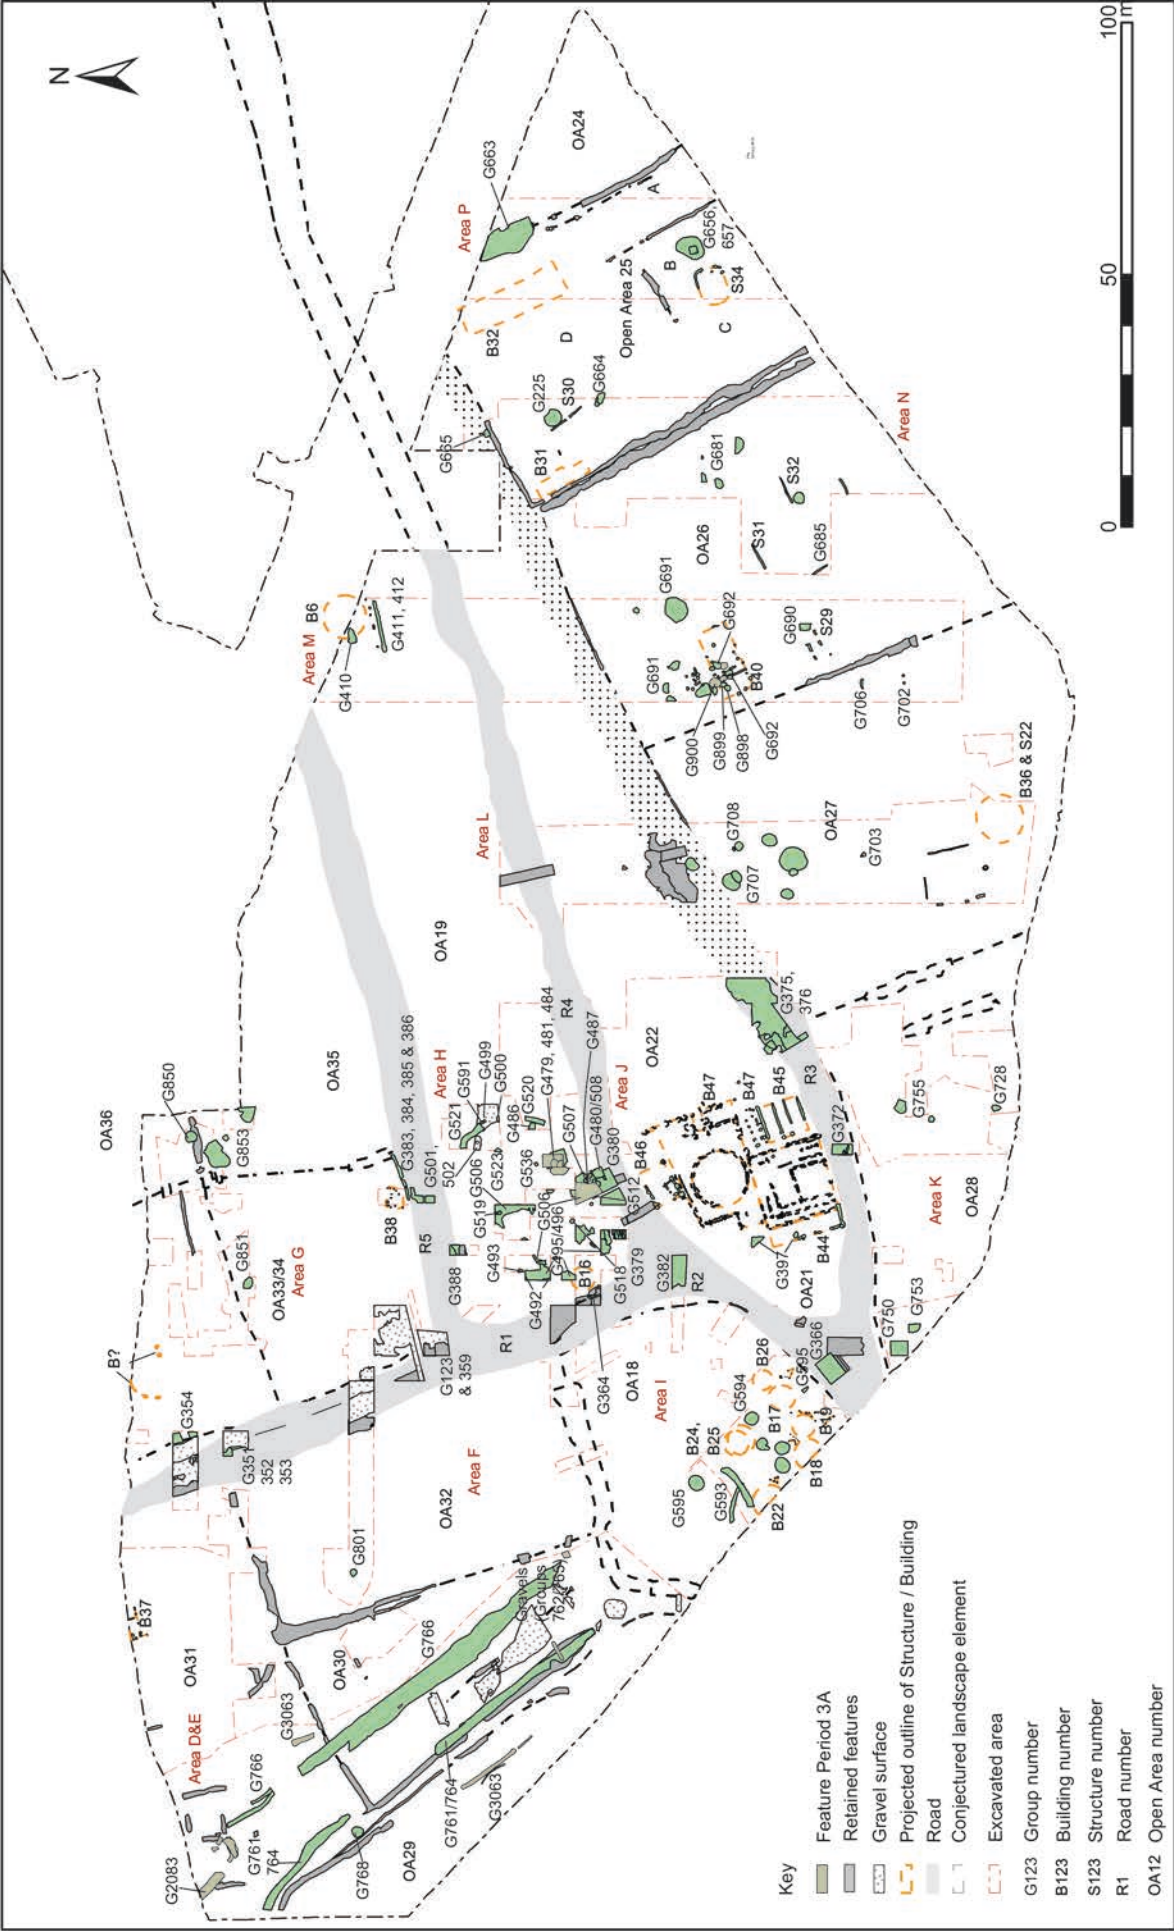 N
OA36
G850
G853
OA35
B?
G354
G351
352
353
G851
OA33/34
Area G
B38
R5
G383, 384, 385 & 386
G501,
502
OA19
Area H
G521
G591
G499
G500
G506
G519
G523
G486
G520
G536
G479, 481, 484
R4
G507
G487
G480/508
G380
Area J
G388
G493
G492
G506
G495/496
B16
G518
G379
G512
G382
R2
G123
& 359
R1
G364
OA18
Area I
B37
OA31
Area D&E
G801
OA32
Area F
OA30
G766
Gravels
(Groups
762/763)
G3063
G766
G2083
G761
764
G768
OA29
G761/764
G3063
Area M
B6
G410
G411, 412
Area L
Area P
G663
OA24
A
B32
D
Open Area 25
B
G656,
657
S34
C
G225
S30
G664
G665
B31
G681
S32
Area N
OA26
S31
G685
G691
G692
G690
S29
G691
B40
G900
G899
G898
G692
G706
G702
G708
G707
OA27
G703
B36 & S22
OA22
G375,
376
B46
B47
B47
B45
R3
G372
B44
G397
OA21
G366
G595
B26
G594
B17
B19
B18
B24,
B25
G595
G593
B22
G755
G728
Area K
OA28
G750
G753
0
50
100
m
Key
Feature Period 3A
Retained features
Gravel surface
Projected outline of Structure / Building
Road
Conjectured landscape element
Excavated area
G123 Group number
B123 Building number
S123 Structure number
R1 Road number
OA12 Open Area number